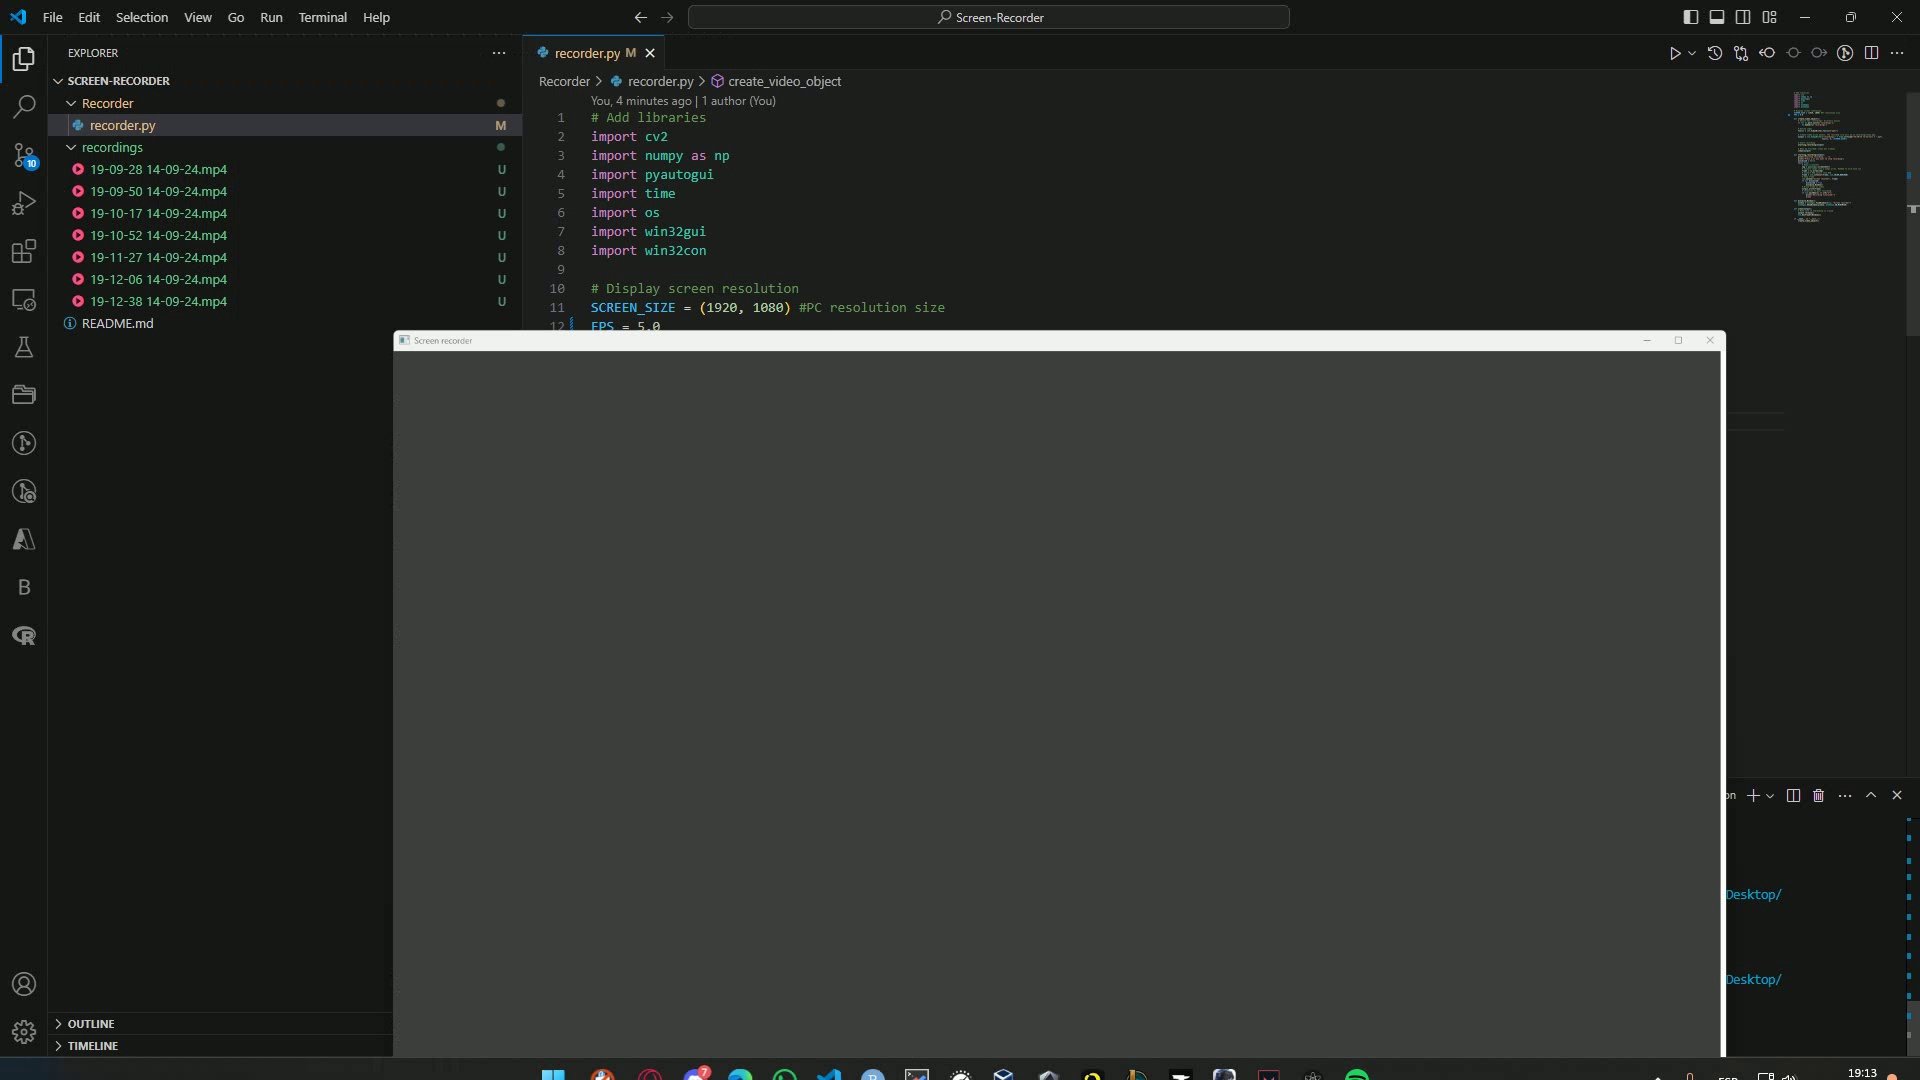 File Edit Selection View Go Run Terminal Help
Screen-Recorder
EXPLORER
SCREEN-RECORDER
Recorder
recorder.py M
recordings
19-09-28 14-09-24.mp4 U
19-09-50 14-09-24.mp4 U
19-10-17 14-09-24.mp4 U
19-10-52 14-09-24.mp4 U
19-11-27 14-09-24.mp4 U
19-12-06 14-09-24.mp4 U
19-12-38 14-09-24.mp4 U
README.md
10
B
R
OUTLINE
TIMELINE
recorder.py M
Recorder > recorder.py > create_video_object
You, 4 minutes ago | 1 author (You)
1 # Add libraries
2 import cv2
3 import numpy as np
4 import pyautogui
5 import time
6 import os
7 import win32gui
8 import win32con
9
10 # Display screen resolution
11 SCREEN_SIZE = (1920, 1080) #PC resolution size
12 FPS = 5.0
Screen recorder
Desktop/
Desktop/
7
19:13